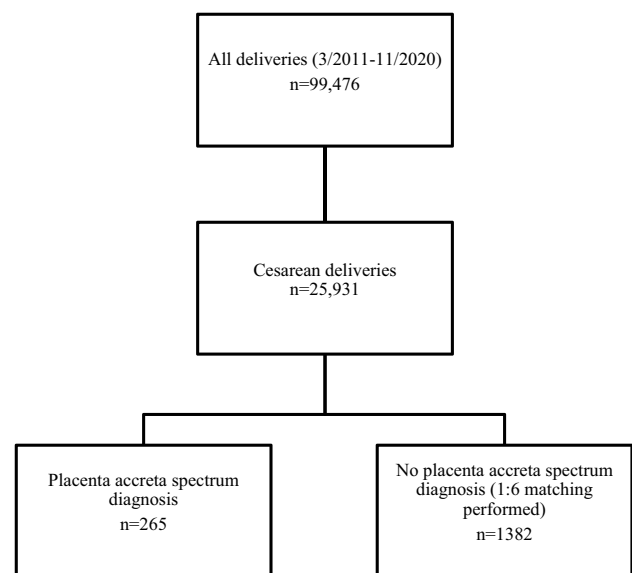 All deliveries (3/2011-11/2020)
n=99,476
Cesarean deliveries
n=25,931
Placenta accreta spectrum
diagnosis
n=265
No placenta accreta spectrum
diagnosis (1:6 matching
performed)
n=1382